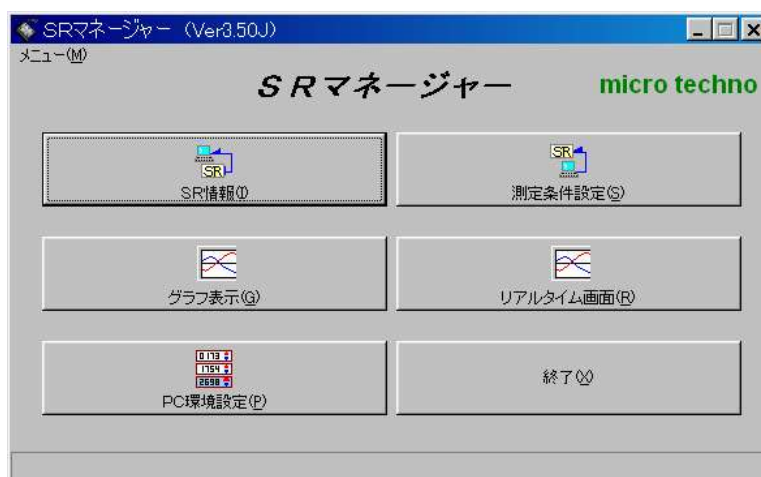 SRマネージャー (Ver3.50J)
メニュー(M)
SRマネージャー
micro techno
SR
SR情報(I)
SR
測定条件設定(S)
グラフ表示(G)
リアルタイム画面(R)
0173
1754
2698
PC環境設定(P)
終了(X)